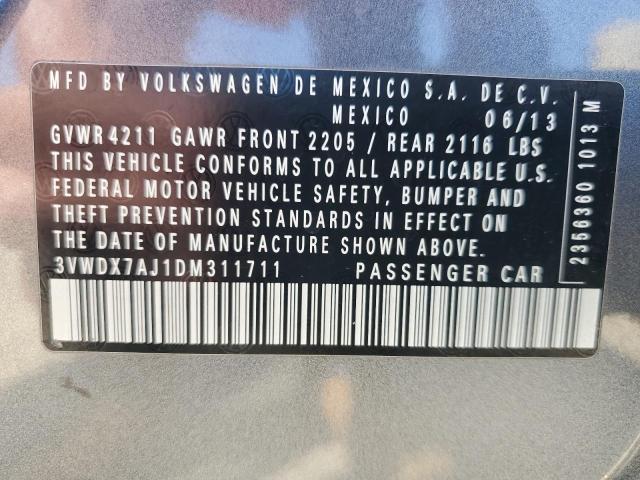 MFD BY VOLKSWAGEN DE MEXICO S.A. DE C.V.
MEXICO 06/13
GVWR 4211 GAWR FRONT 2205 / REAR 2116 LBS
THIS VEHICLE CONFORMS TO ALL APPLICABLE U.S.
FEDERAL MOTOR VEHICLE SAFETY, BUMPER AND
THEFT PREVENTION STANDARDS IN EFFECT ON
THE DATE OF MANUFACTURE SHOWN ABOVE.
3VWDX7AJ1DM311711 PASSENGER CAR
2356360 1013 M